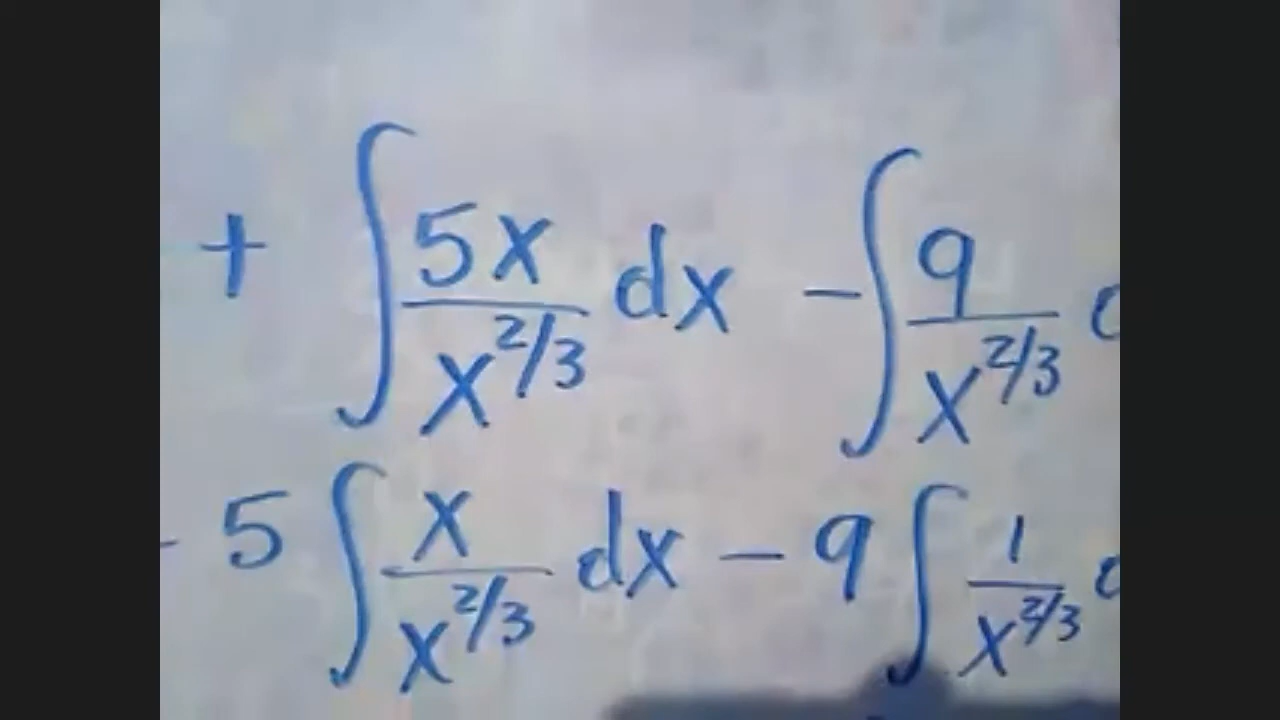 + ∫ 5x/x^{2/3} dx - ∫ 9/x^{2/3}
- 5 ∫ x/x^{2/3} dx - 9 ∫ 1/x^{2/3}